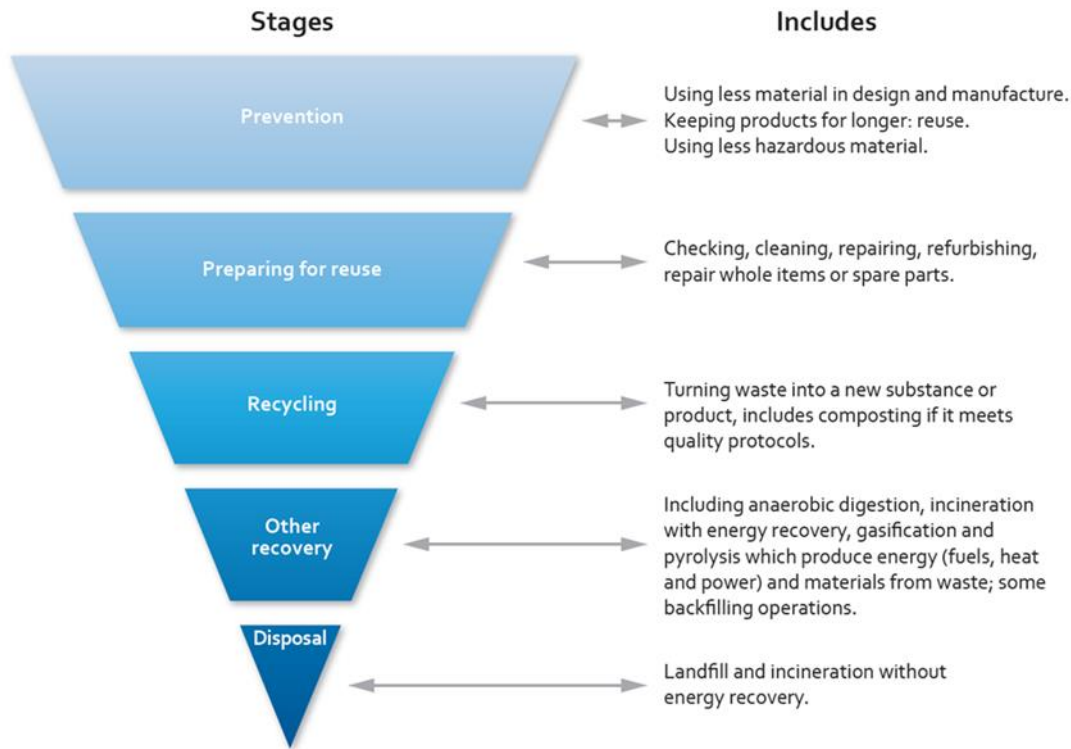 Stages
Includes
Prevention
Using less material in design and manufacture.
Keeping products for longer: reuse.
Using less hazardous material.
Preparing for reuse
Checking, cleaning, repairing, refurbishing,
repair whole items or spare parts.
Recycling
Turning waste into a new substance or
product, includes composting if it meets
quality protocols.
Other
recovery
Including anaerobic digestion, incineration
with energy recovery, gasification and
pyrolysis which produce energy (fuels, heat
and power) and materials from waste; some
backfilling operations.
Disposal
Landfill and incineration without
energy recovery.